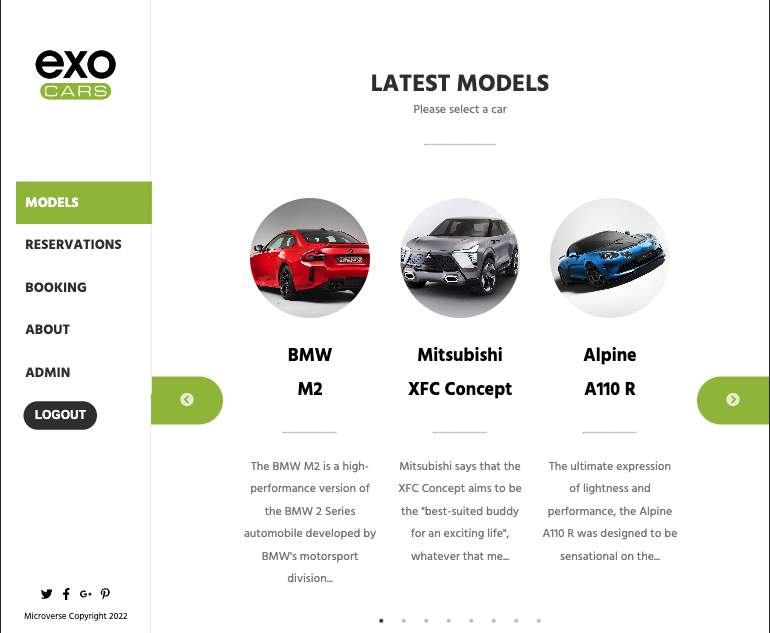 exo
CARS
MODELS
RESERVATIONS
BOOKING
ABOUT
ADMIN
LOGOUT
Microverse Copyright 2022
LATEST MODELS
Please select a car
BMW
M2
The BMW M2 is a high-
performance version of
the BMW 2 Series
automobile developed by
BMW's motorsport
division...
Mitsubishi
XFC Concept
Mitsubishi says that the
XFC Concept aims to be
the "best-suited buddy
for an exciting life",
whatever that me...
Alpine
A110 R
The ultimate expression
of lightness and
performance, the Alpine
A110 R was designed to be
sensational on the...